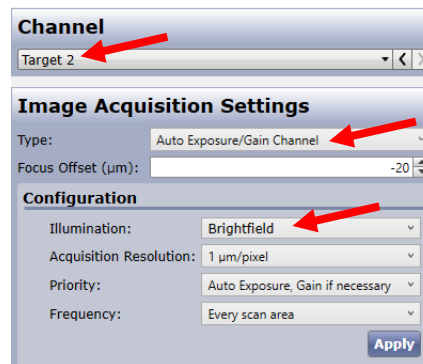 Channel
Target 2
Image Acquisition Settings
Type: Auto Exposure/Gain Channel
Focus Offset (µm): -20
Configuration
Illumination: Brightfield
Acquisition Resolution: 1 µm/pixel
Priority: Auto Exposure, Gain if necessary
Frequency: Every scan area
Apply